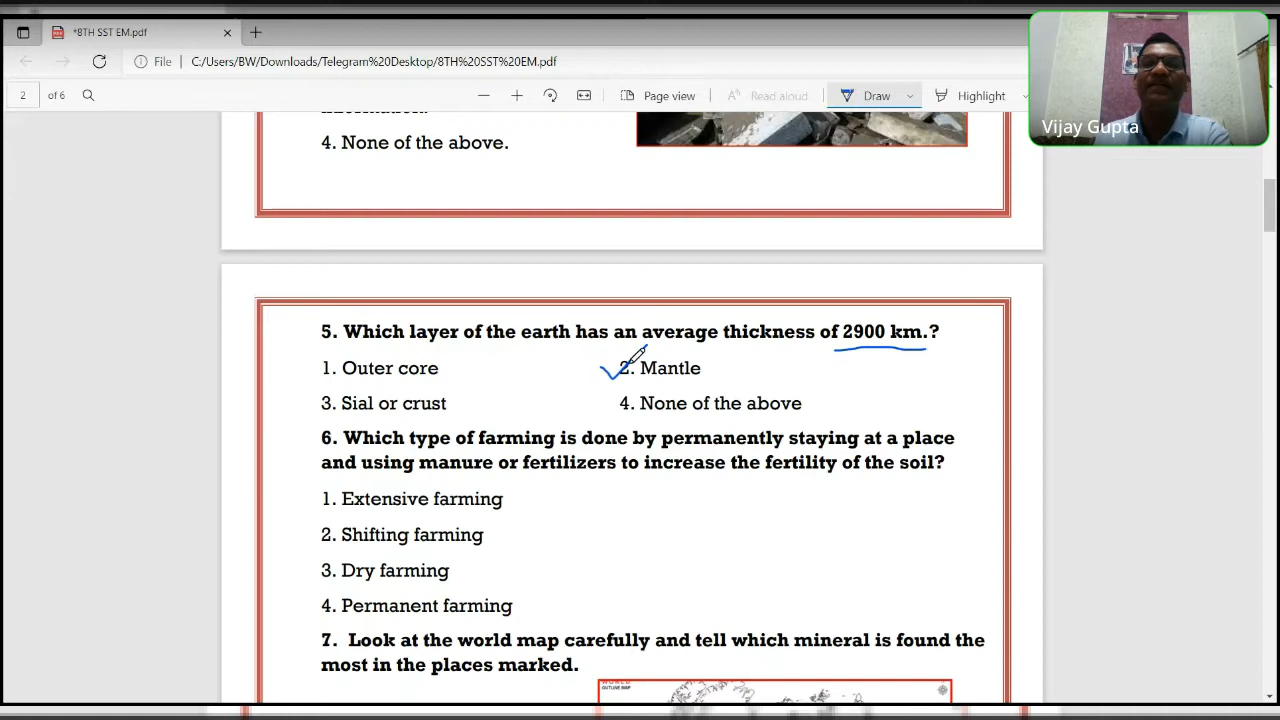 *8TH SST EM.pdf
File C:/Users/BW/Downloads/Telegram%20Desktop/8TH%20SST%20EM.pdf
2 of 6 Page view Read aloud Draw Highlight
Vijay Gupta
4. None of the above.
5. Which layer of the earth has an average thickness of 2900 km.?
1. Outer core 2. Mantle
3. Sial or crust 4. None of the above
6. Which type of farming is done by permanently staying at a place
and using manure or fertilizers to increase the fertility of the soil?
1. Extensive farming
2. Shifting farming
3. Dry farming
4. Permanent farming
7. Look at the world map carefully and tell which mineral is found the
most in the places marked.
OUTLINE MAP